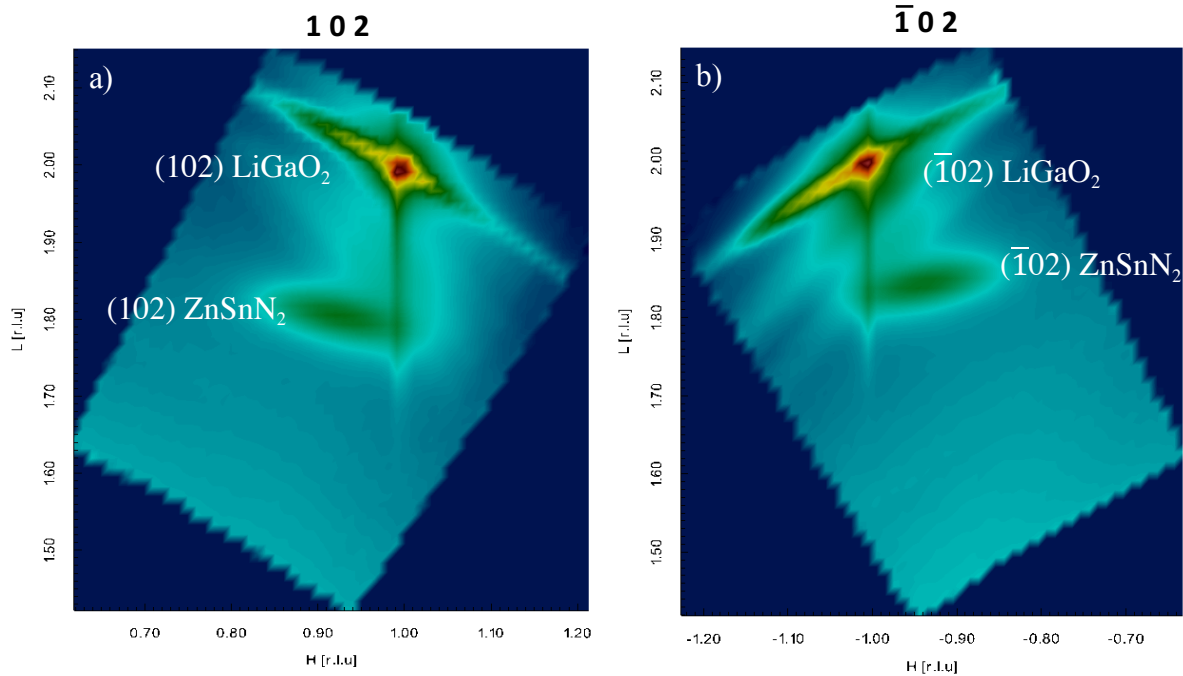 1 0 2
1̅ 0 2
a)
b)
(102) LiGaO₂
(1̅02) LiGaO₂
(102) ZnSnN₂
(1̅02) ZnSnN₂
L [r.l.u]
2.10
2.00
1.90
1.80
1.70
1.60
1.50
0.70 0.80 0.90 1.00 1.10 1.20
H [r.l.u]
L [r.l.u]
2.10
2.00
1.90
1.80
1.70
1.60
1.50
-1.20 -1.10 -1.00 -0.90 -0.80 -0.70
H [r.l.u]